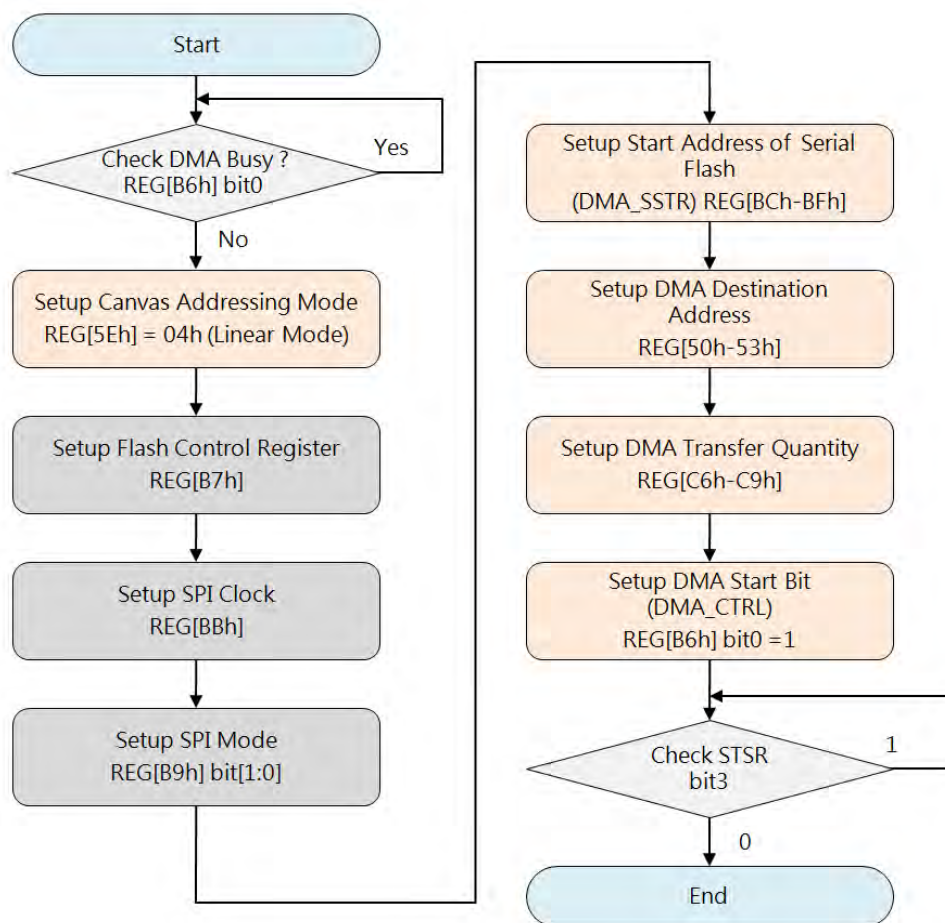 Start
Check DMA Busy ?
REG[B6h] bit0
Yes
No
Setup Canvas Addressing Mode
REG[5Eh] = 04h (Linear Mode)
Setup Flash Control Register
REG[B7h]
Setup SPI Clock
REG[BBh]
Setup SPI Mode
REG[B9h] bit[1:0]
Setup Start Address of Serial
Flash
(DMA_SSTR) REG[BCh-BFh]
Setup DMA Destination
Address
REG[50h-53h]
Setup DMA Transfer Quantity
REG[C6h-C9h]
Setup DMA Start Bit
(DMA_CTRL)
REG[B6h] bit0 =1
Check STSR
bit3
1
0
End